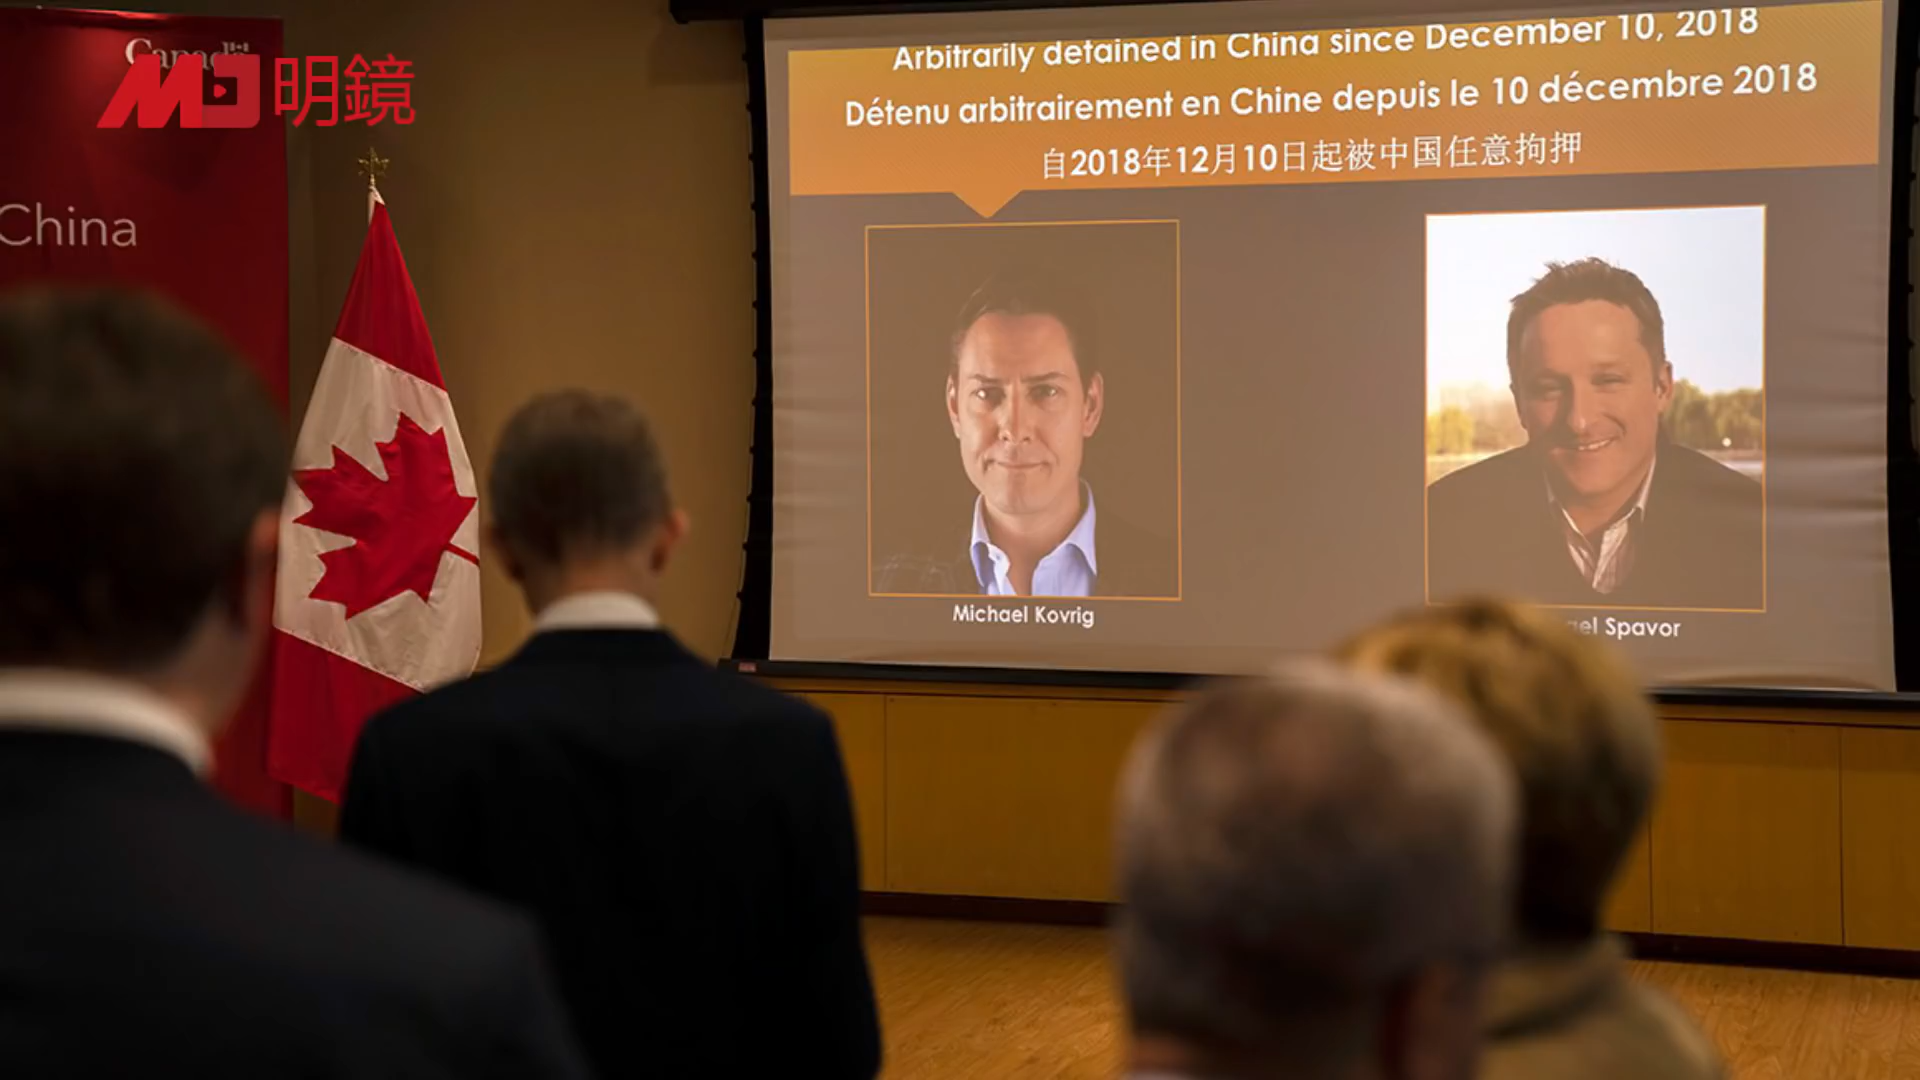 Canada
明鏡
China
Arbitrarily detained in China since December 10, 2018
Détenu arbitrairement en Chine depuis le 10 décembre 2018
自2018年12月10日起被中国任意拘押
Michael Kovrig
Spavor